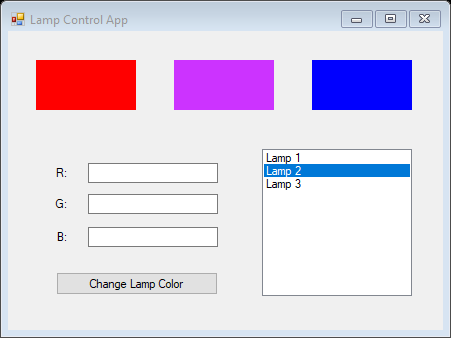 Lamp Control App
R:
G:
B:
Change Lamp Color
Lamp 1
Lamp 2
Lamp 3